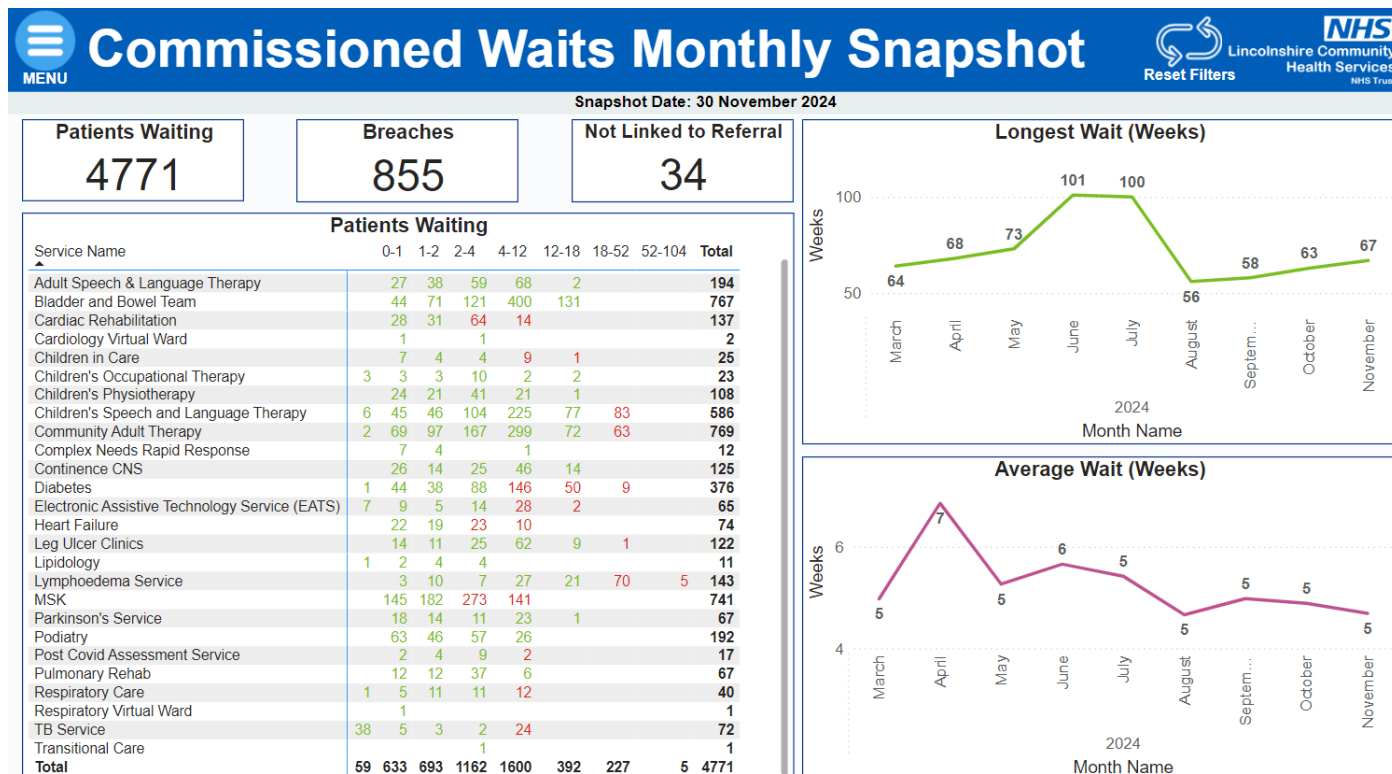 Commissioned Waits Monthly Snapshot
MENU
Reset Filters
NHS
Lincolnshire Community
Health Services
NHS Trus
Snapshot Date: 30 November 2024
Patients Waiting
4771
Breaches
855
Not Linked to Referral
34
Patients Waiting
Service Name 0-1 1-2 2-4 4-12 12-18 18-52 52-104 Total
Adult Speech & Language Therapy 27 38 59 68 2 194
Bladder and Bowel Team 44 71 121 400 131 767
Cardiac Rehabilitation 28 31 64 14 137
Cardiology Virtual Ward 1 1 2
Children in Care 7 4 4 9 1 25
Children's Occupational Therapy 3 3 3 10 2 2 23
Children's Physiotherapy 24 21 41 21 1 108
Children's Speech and Language Therapy 6 45 46 104 225 77 83 586
Community Adult Therapy 2 69 97 167 299 72 63 769
Complex Needs Rapid Response 7 4 1 12
Continence CNS 26 14 25 46 14 125
Diabetes 1 44 38 88 146 50 9 376
Electronic Assistive Technology Service (EATS) 7 9 5 14 28 2 65
Heart Failure 22 19 23 10 74
Leg Ulcer Clinics 14 11 25 62 9 1 122
Lipidology 1 2 4 4 11
Lymphoedema Service 3 10 7 27 21 70 5 143
MSK 145 182 273 141 741
Parkinson's Service 18 14 11 23 1 67
Podiatry 63 46 57 26 192
Post Covid Assessment Service 2 4 9 2 17
Pulmonary Rehab 12 12 37 6 67
Respiratory Care 1 5 11 11 12 40
Respiratory Virtual Ward 1 1
TB Service 38 5 3 2 24 72
Transitional Care 1 1
Total 59 633 693 1162 1600 392 227 5 4771
Longest Wait (Weeks)
Weeks
100
50
64 68 73 101 100 56 58 63 67
March April May June July August Septem... October November
2024
Month Name
Average Wait (Weeks)
Weeks
6
4
5 7 5 6 5 5 5 5 5
March April May June July August Septem... October November
2024
Month Name